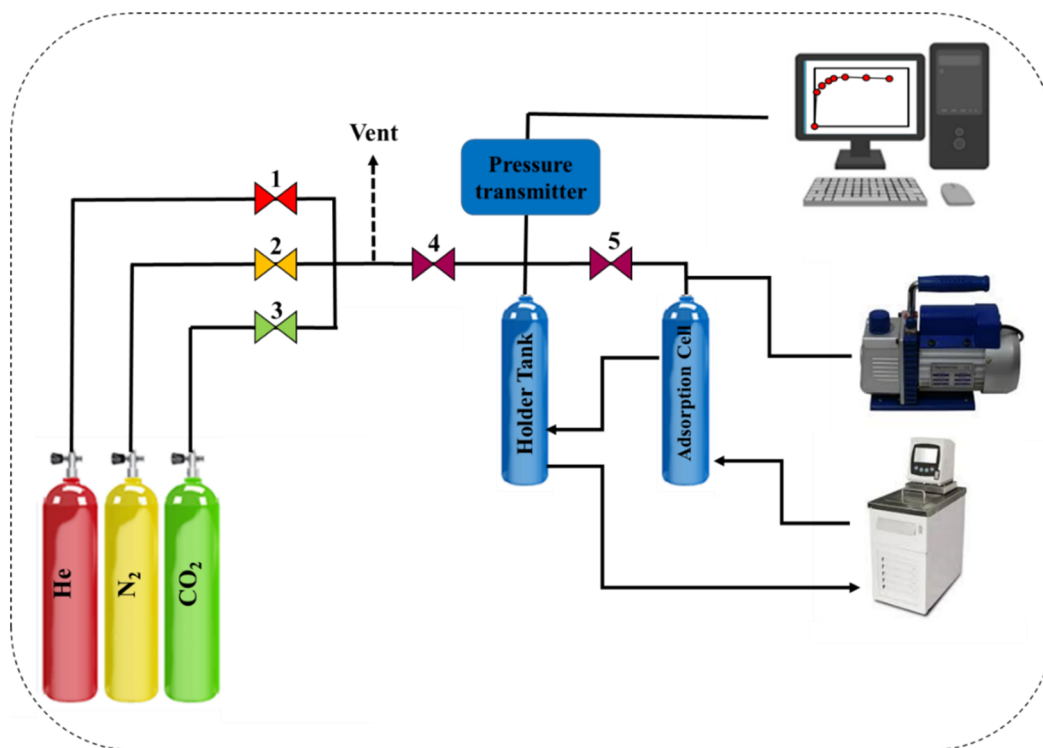 Vent
Pressure
transmitter
1
2
3
4
5
Holder Tank
Adsorption Cell
He
N₂
CO₂